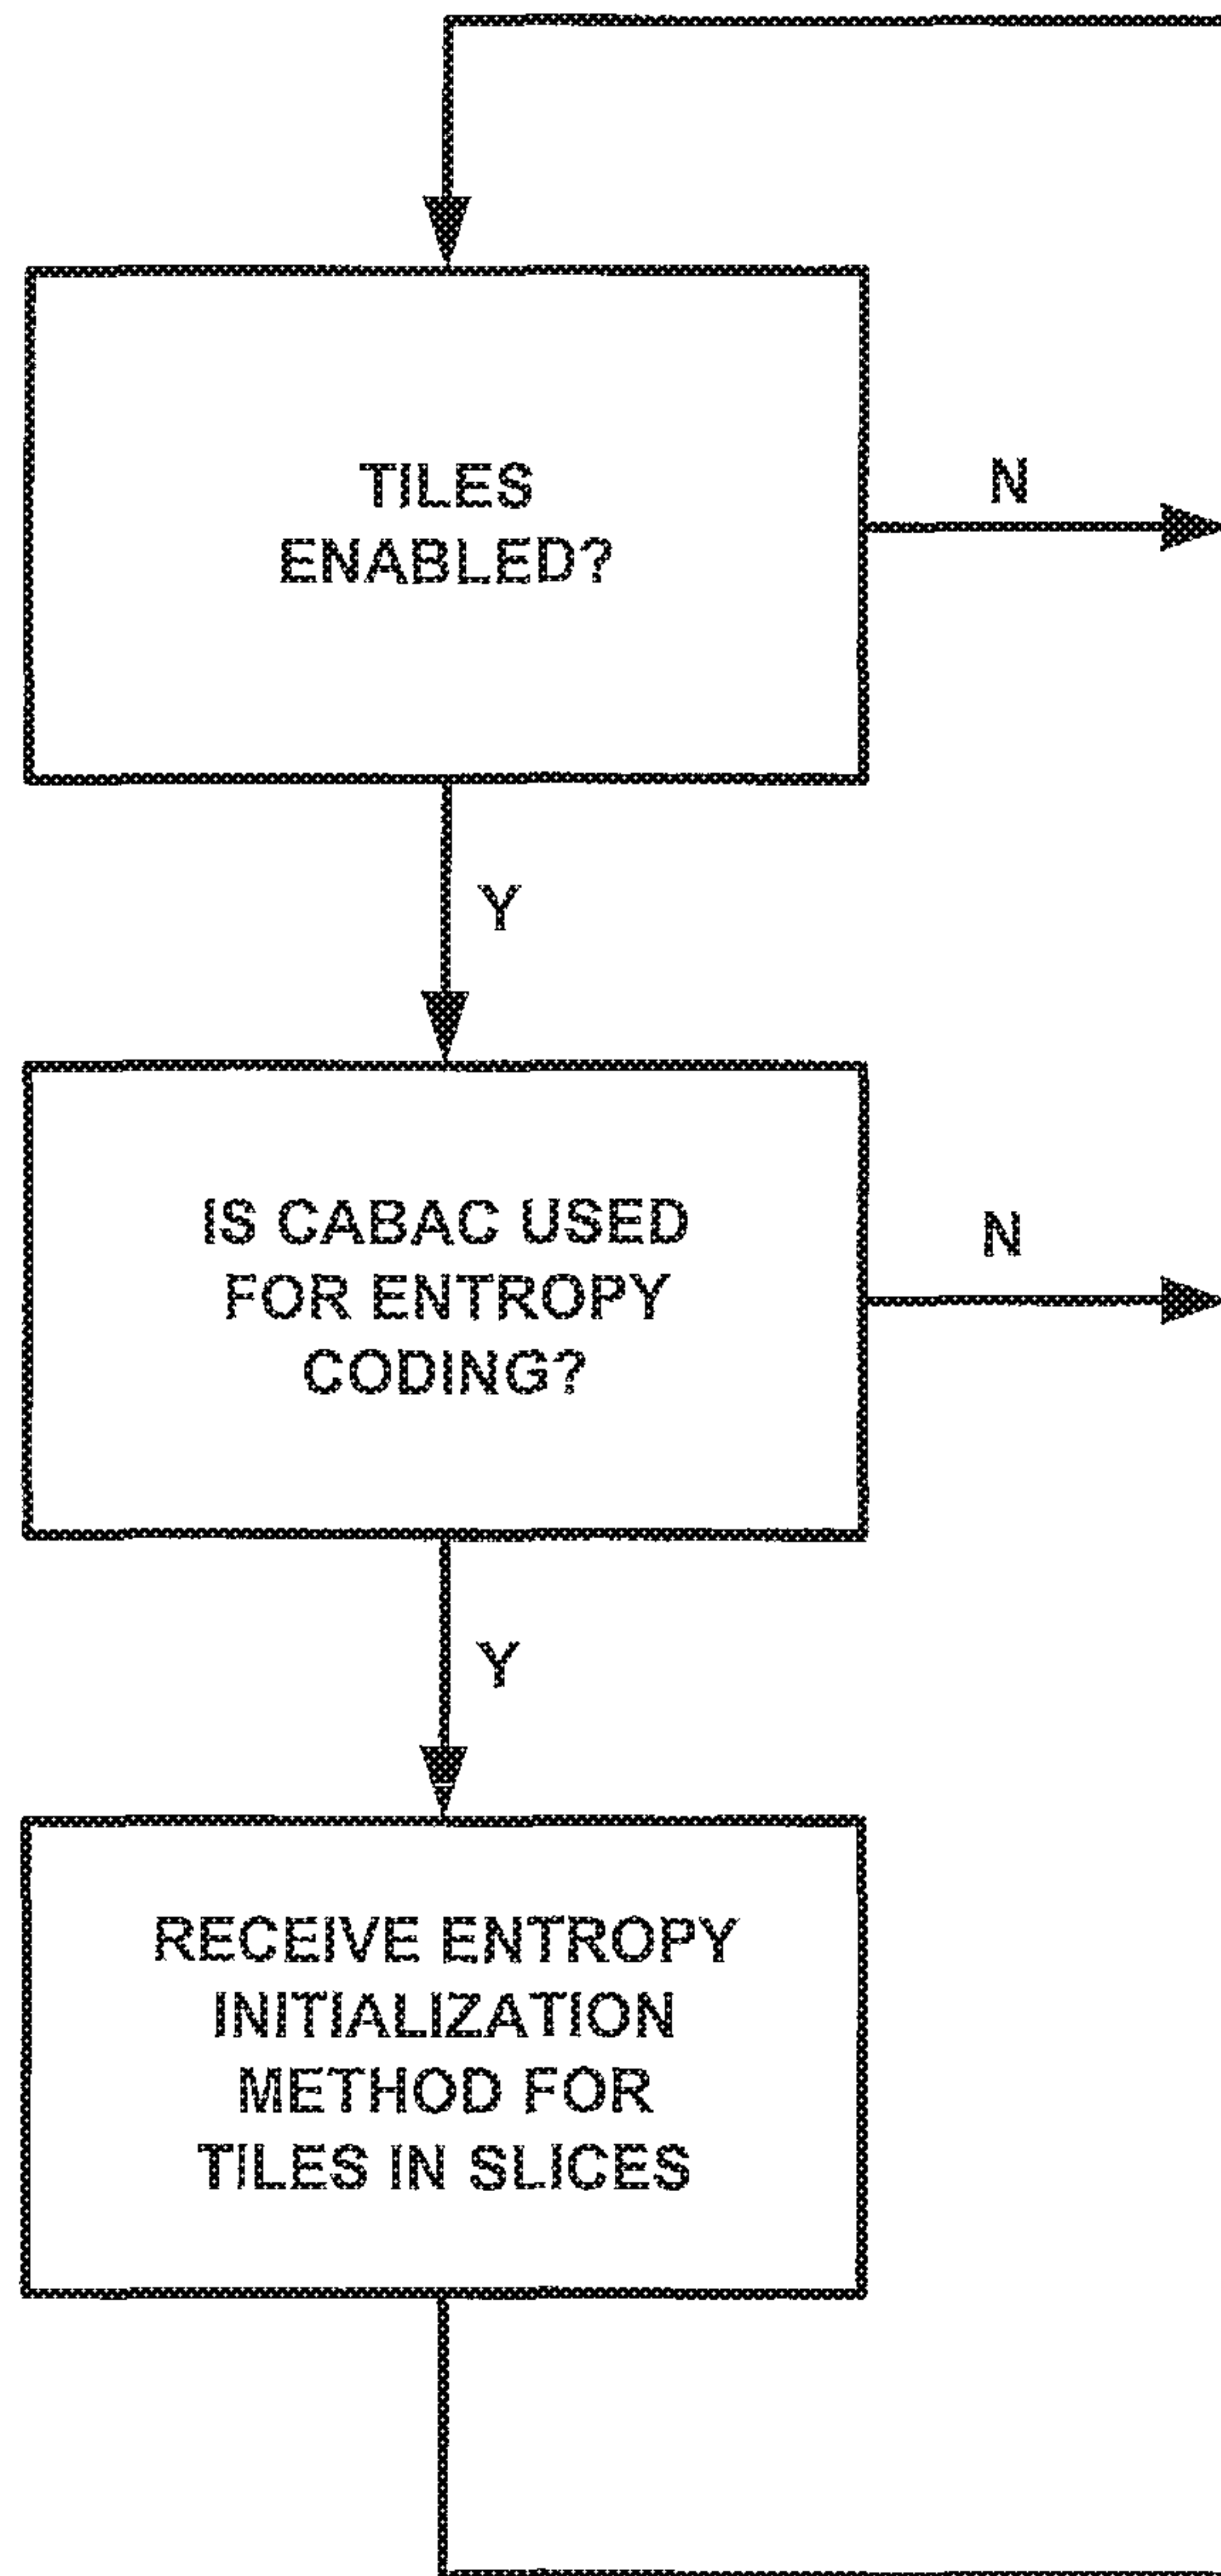 TILES
ENABLED?
N
Y
IS CABAC USED
FOR ENTROPY
CODING?
N
Y
RECEIVE ENTROPY
INITIALIZATION
METHOD FOR
TILES IN SLICES